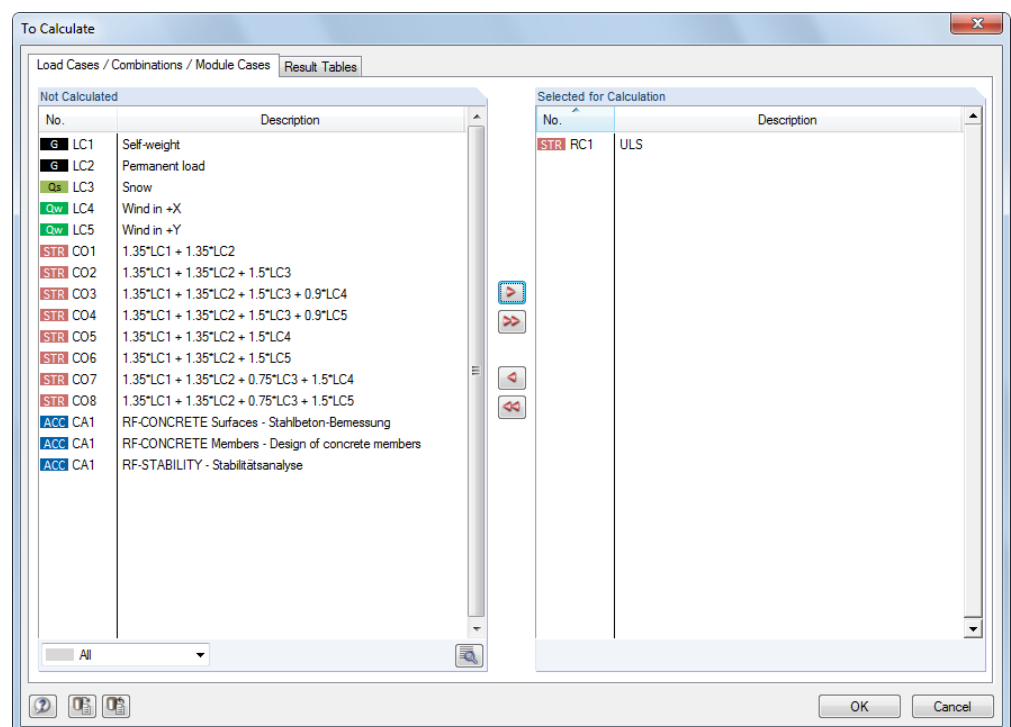 To Calculate
Load Cases / Combinations / Module Cases Result Tables
Not Calculated
No. Description
G LC1 Self-weight
G LC2 Permanent load
Qs LC3 Snow
Qw LC4 Wind in +X
Qw LC5 Wind in +Y
STR CO1 1.35*LC1 + 1.35*LC2
STR CO2 1.35*LC1 + 1.35*LC2 + 1.5*LC3
STR CO3 1.35*LC1 + 1.35*LC2 + 1.5*LC3 + 0.9*LC4
STR CO4 1.35*LC1 + 1.35*LC2 + 1.5*LC3 + 0.9*LC5
STR CO5 1.35*LC1 + 1.35*LC2 + 1.5*LC4
STR CO6 1.35*LC1 + 1.35*LC2 + 1.5*LC5
STR CO7 1.35*LC1 + 1.35*LC2 + 0.75*LC3 + 1.5*LC4
STR CO8 1.35*LC1 + 1.35*LC2 + 0.75*LC3 + 1.5*LC5
ACC CA1 RF-CONCRETE Surfaces - Stahlbeton-Bemessung
ACC CA1 RF-CONCRETE Members - Design of concrete members
ACC CA1 RF-STABILITY - Stabilitätsanalyse
All
Selected for Calculation
No. Description
STR RC1 ULS
OK Cancel